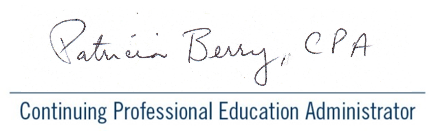 Patricia Berry, CPA
Continuing Professional Education Administrator